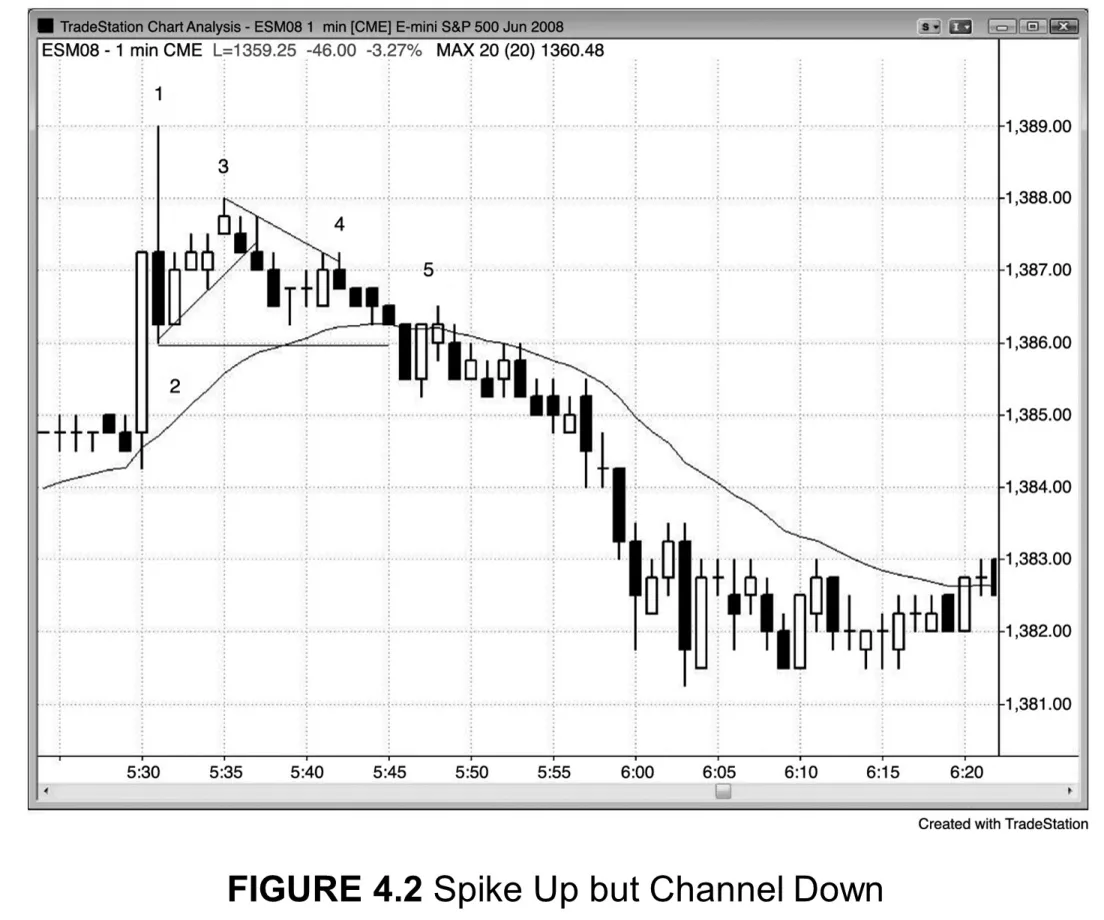 TradeStation Chart Analysis - ESM08 1 min [CME] E-mini S&P 500 Jun 2008
S
I
ESM08 - 1 min CME L=1359.25 -46.00 -3.27% MAX 20 (20) 1360.48
1
1,389.00
3
1,388.00
4
5
1,387.00
1,386.00
2
1,385.00
1,384.00
1,383.00
1,382.00
1,381.00
5:30 5:35 5:40 5:45 5:50 5:55 6:00 6:05 6:10 6:15 6:20
Created with TradeStation
FIGURE 4.2 Spike Up but Channel Down